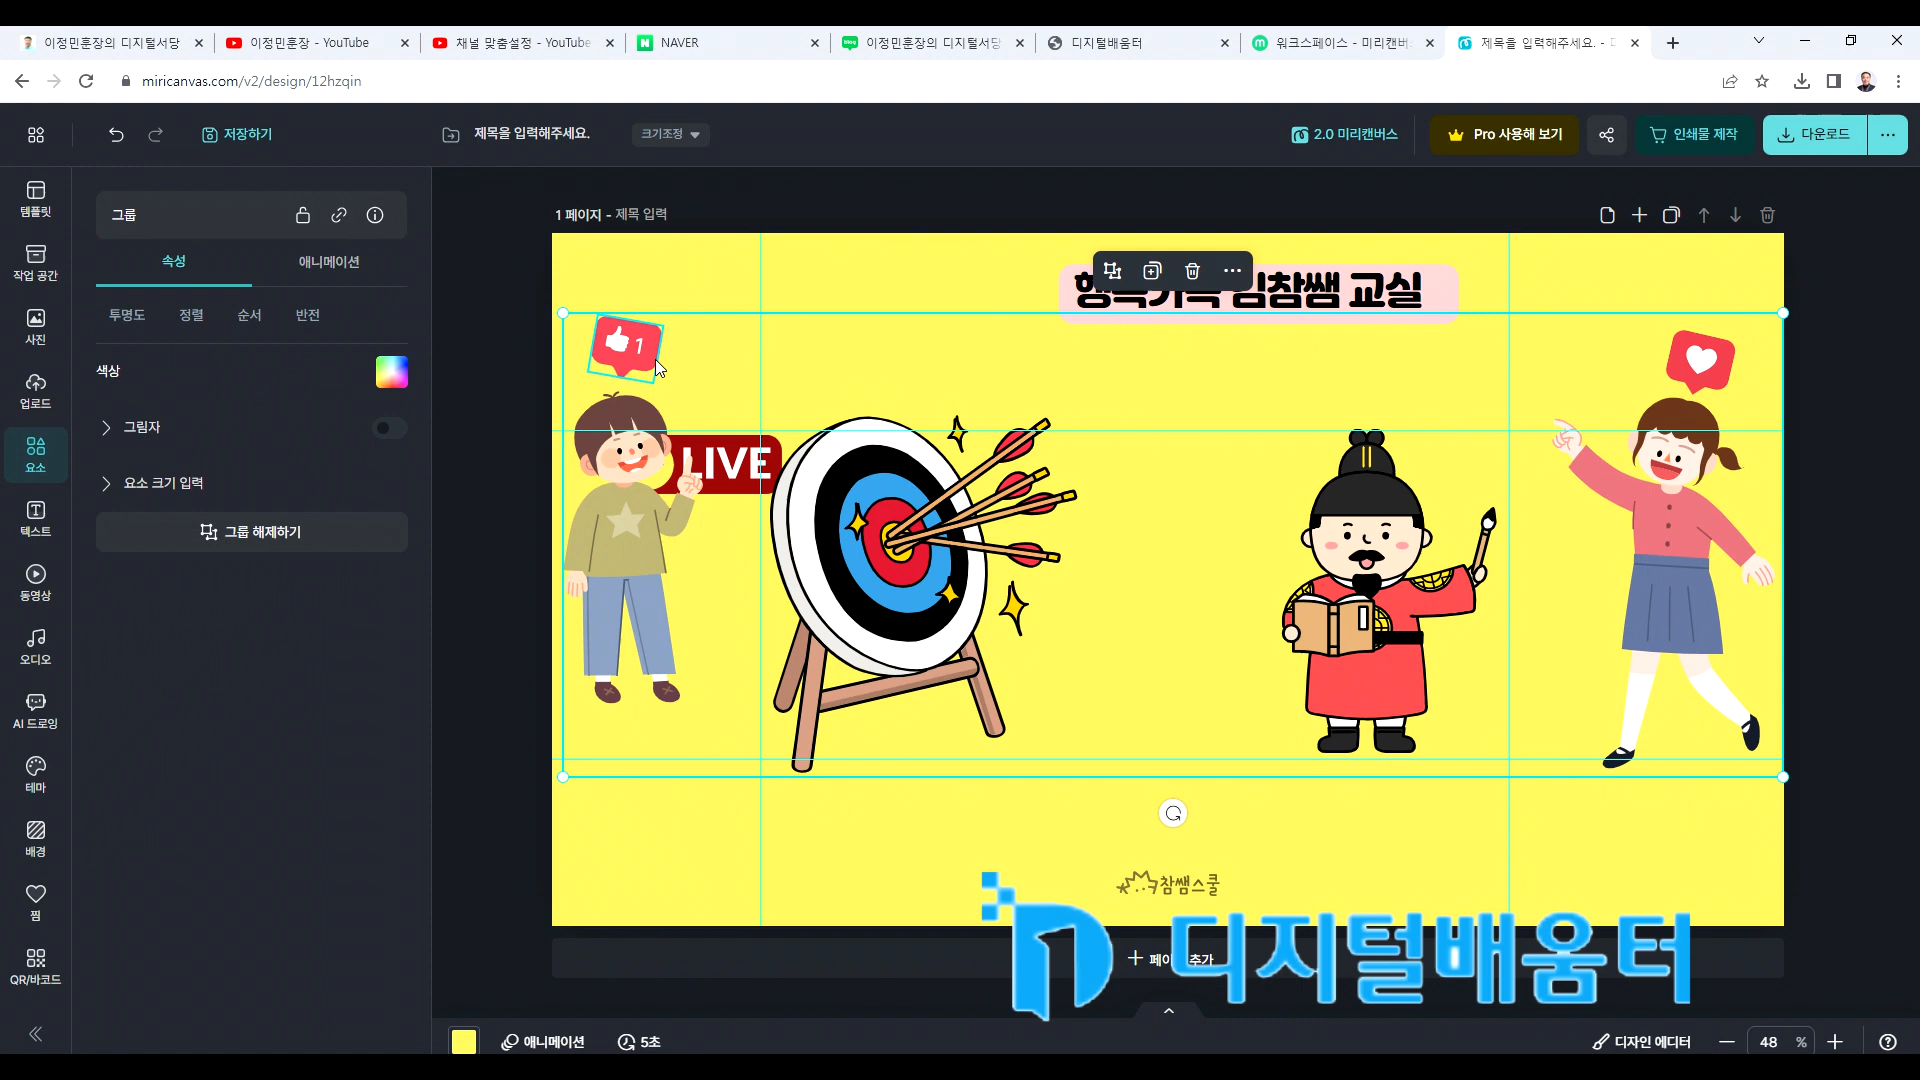 이정민훈장의 디지털서당
이정민훈장 - YouTube
채널 맞춤설정 - YouTube
NAVER
이정민훈장의 디지털서당
디지털배움터
워크스페이스 - 미리캔버
제목을 입력해주세요. -
miricanvas.com/v2/design/12hzqin
저장하기
제목을 입력해주세요.
크기조정
2.0 미리캔버스
Pro 사용해 보기
인쇄물 제작
다운로드
템플릿
작업 공간
사진
업로드
요소
텍스트
동영상
오디오
AI 드로잉
테마
배경
찜
QR/바코드
그룹
속성
애니메이션
투명도
정렬
순서
반전
색상
그림자
요소 크기 입력
그룹 해제하기
1 페이지 - 제목 입력
교실
1
LIVE
참쌤스쿨
디지털배움터
애니메이션
5초
디자인 에디터
48 %